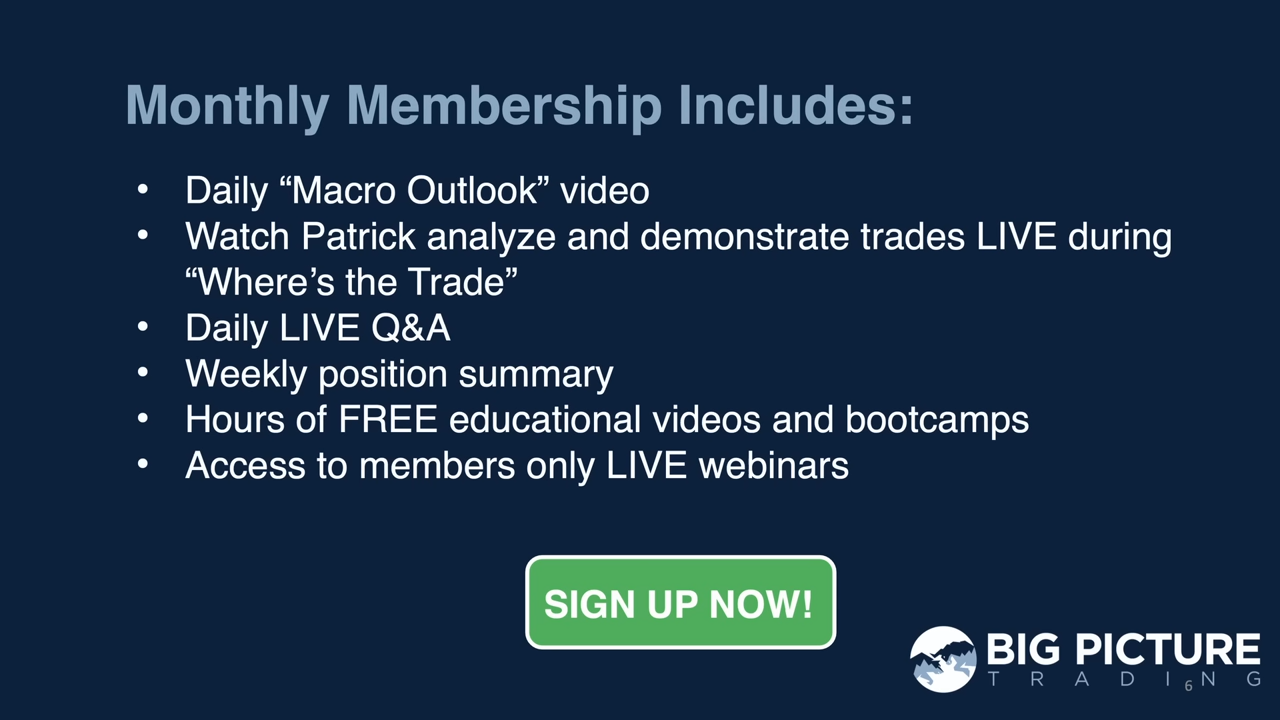 Monthly Membership Includes:
• Daily “Macro Outlook” video
• Watch Patrick analyze and demonstrate trades LIVE during
“Where’s the Trade”
• Daily LIVE Q&A
• Weekly position summary
• Hours of FREE educational videos and bootcamps
• Access to members only LIVE webinars
SIGN UP NOW!
BIG PICTURE
TRADING
6